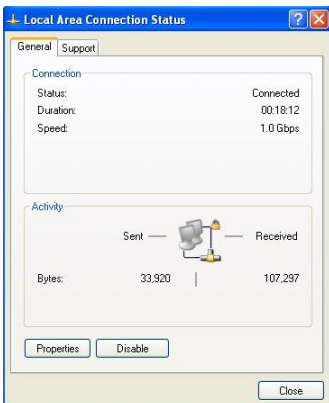 Local Area Connection Status
General Support
Connection
Status: Connected
Duration: 00:18:12
Speed: 1.0 Gbps
Activity
Sent — — Received
Bytes: 33,920 | 107,297
Properties Disable
Close